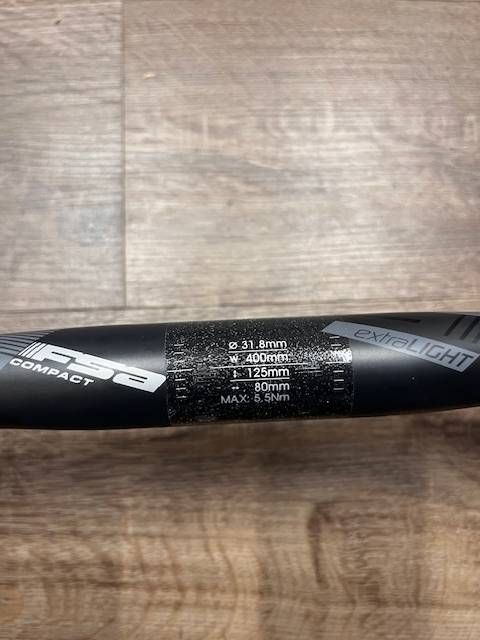 FSA
COMPACT
Ø 31.8mm
W 400mm
↕ 125mm
↔ 80mm
MAX: 5.5Nm
extraLIGHT